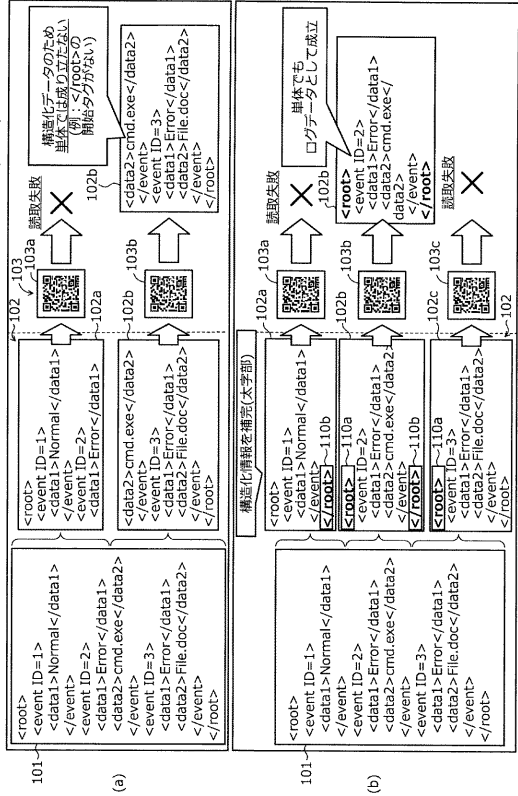 (a)
101
<root>
<event ID=1>
<data1>Normal</data1>
</event>
<event ID=2>
<data1>Error</data1>
<data2>cmd.exe</data2>
</event>
<event ID=3>
<data1>Error</data1>
<data2>File.doc</data2>
</event>
</root>
102
<root>
<event ID=1>
<data1>Normal</data1>
</event>
<event ID=2>
<data1>Error</data1>
102a
<data2>cmd.exe</data2>
</event>
<event ID=3>
<data1>Error</data1>
<data2>File.doc</data2>
</event>
</root>
102b
103
103a
103b
読取失敗
構造化データのため
単体では成り立たない
(例：</root>の
開始タグがない)
102b
<data2>cmd.exe</data2>
</event>
<event ID=3>
<data1>Error</data1>
<data2>File.doc</data2>
</event>
</root>
(b)
101
<root>
<event ID=1>
<data1>Normal</data1>
</event>
<event ID=2>
<data1>Error</data1>
<data2>cmd.exe</data2>
</event>
<event ID=3>
<data1>Error</data1>
<data2>File.doc</data2>
</event>
</root>
構造化情報を補完(太字部)
102a
<root>
<event ID=1>
<data1>Normal</data1>
</event>
</root>
110b
102b
<root>
110a
<event ID=2>
<data1>Error</data1>
<data2>cmd.exe</data2>
</event>
</root>
110b
102c
<root>
110a
<event ID=3>
<data1>Error</data1>
<data2>File.doc</data2>
</event>
</root>
102
103a
103b
103c
読取失敗
単体でも
ログデータとして成立
102b
<root>
<event ID=2>
<data1>Error</data1>
<data2>cmd.exe</
data2>
</event>
</root>
読取失敗